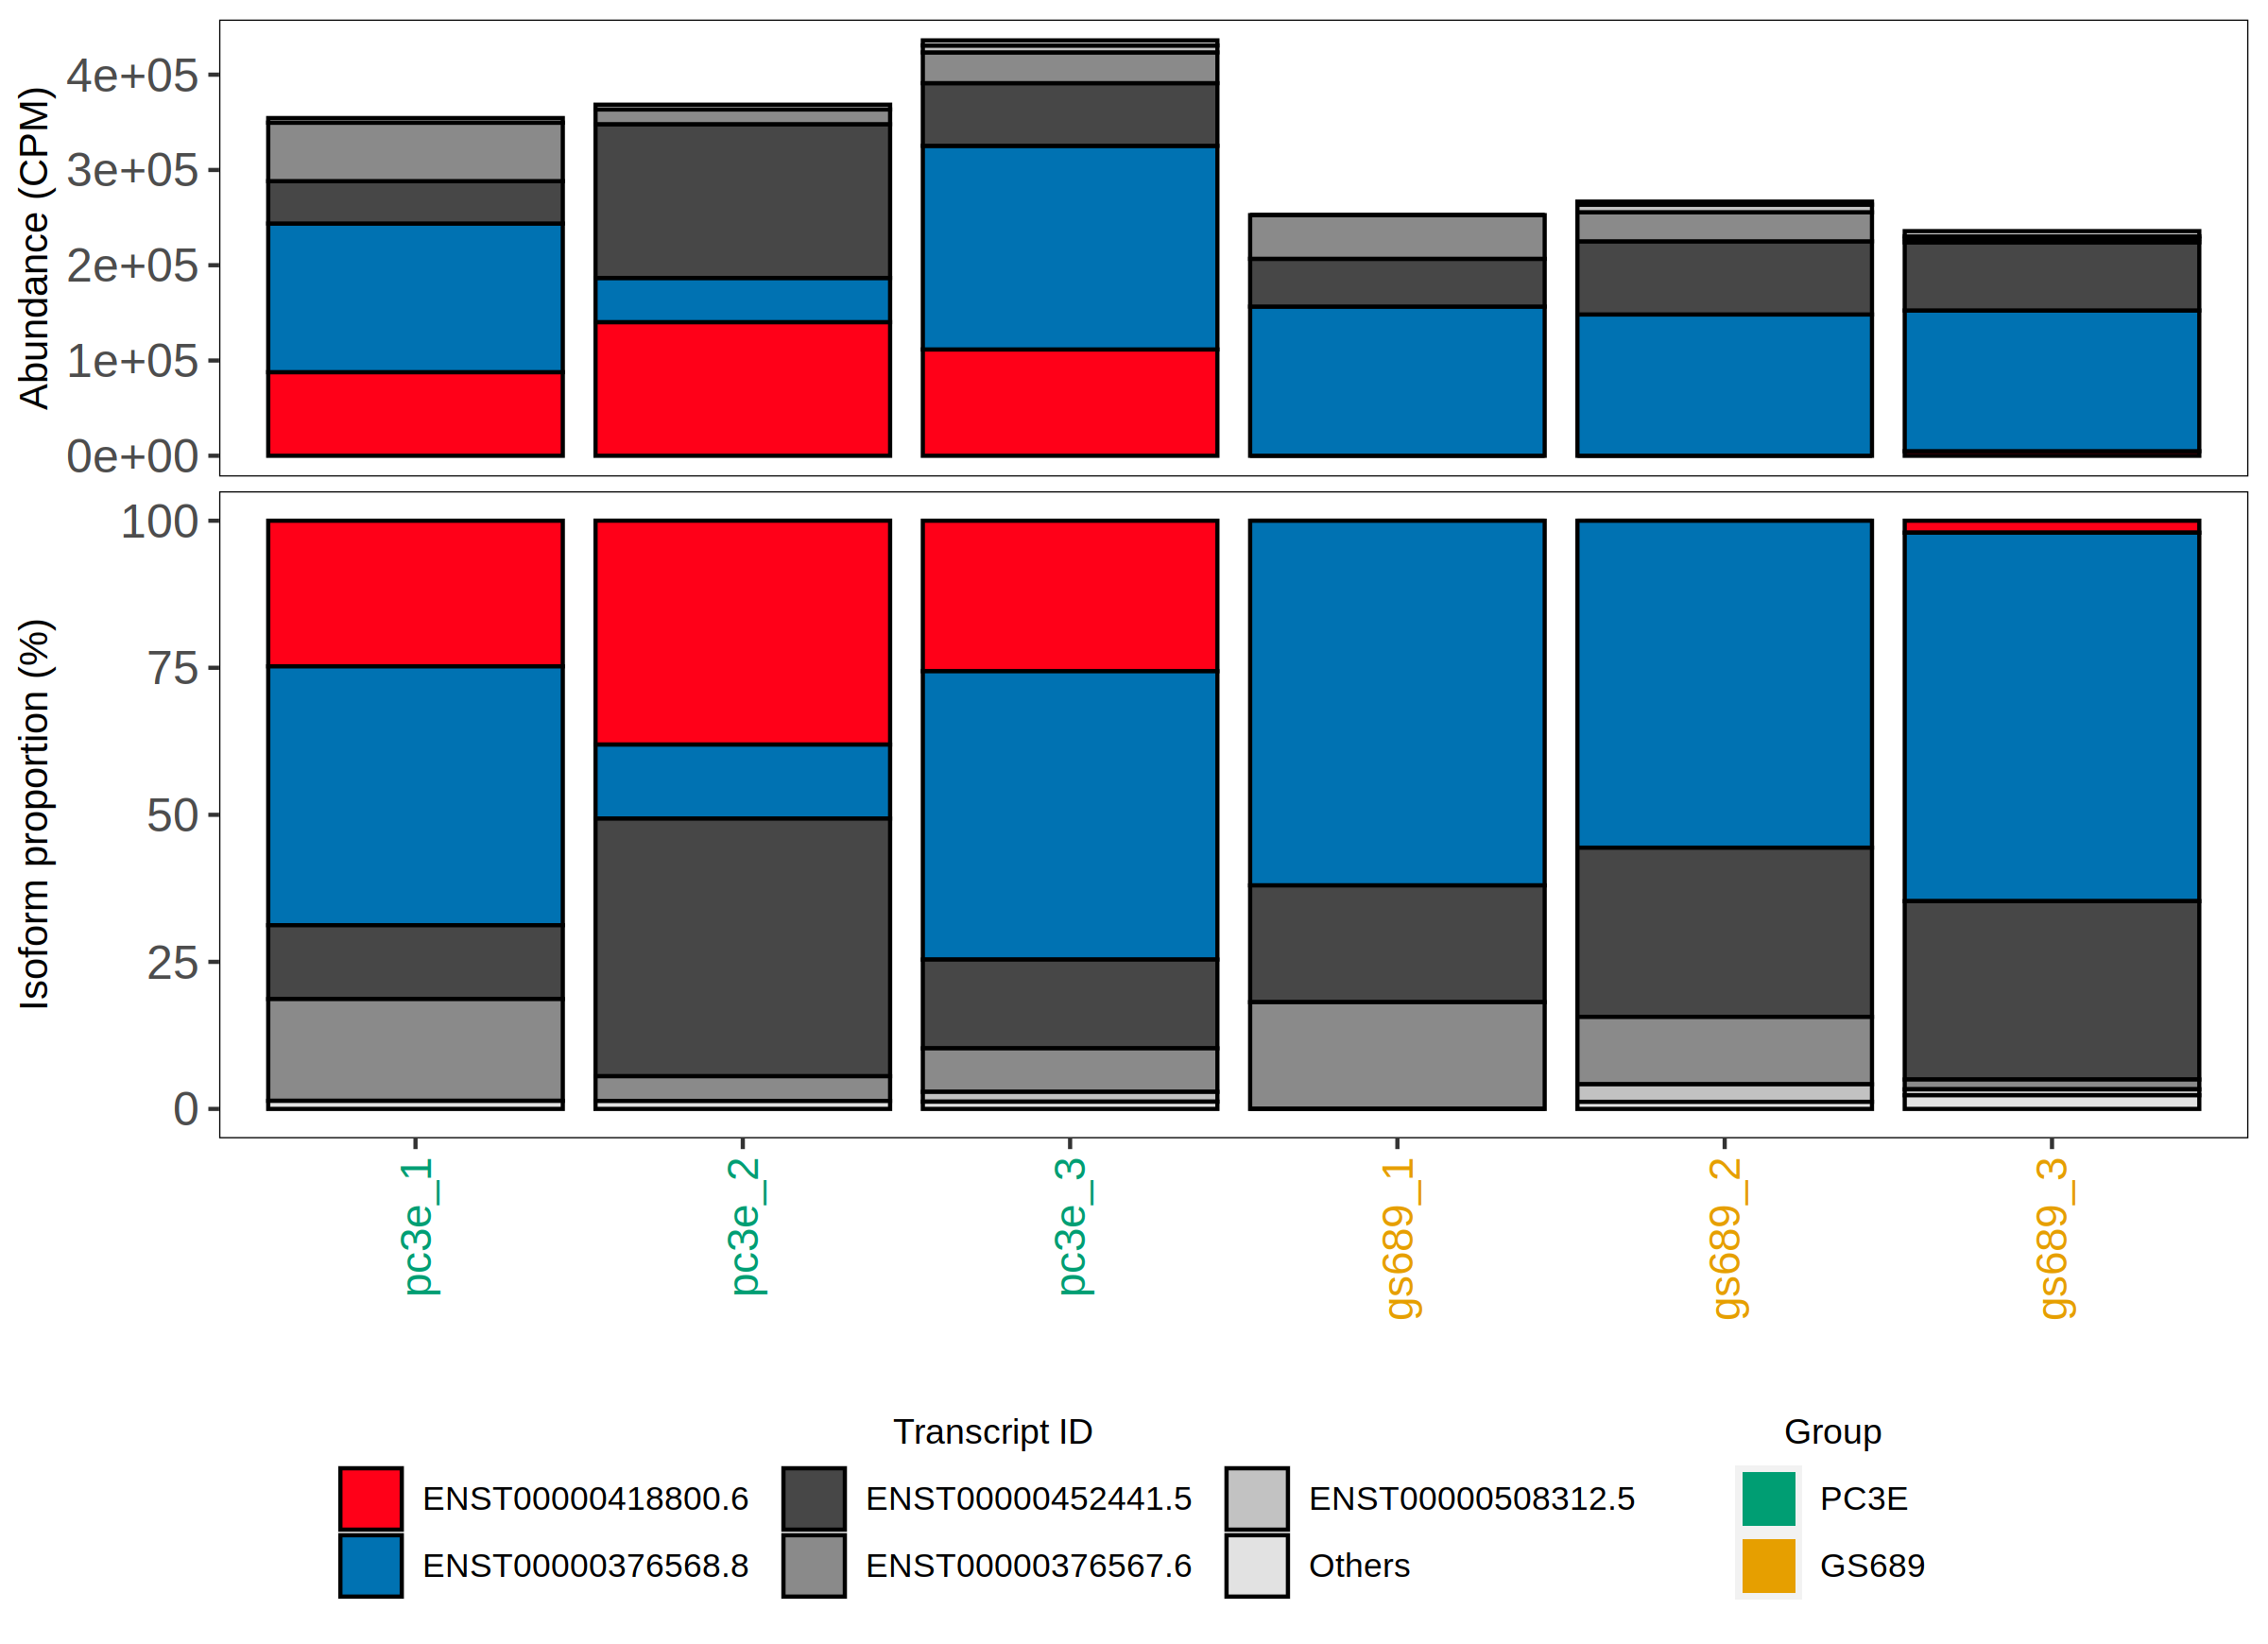 Abundance (CPM)
4e+05
3e+05
2e+05
1e+05
0e+00
Isoform proportion (%)
100
75
50
25
0
pc3e_1
pc3e_2
pc3e_3
gs689_1
gs689_2
gs689_3
Transcript ID
ENST00000418800.6
ENST00000452441.5
ENST00000508312.5
ENST00000376568.8
ENST00000376567.6
Others
Group
PC3E
GS689